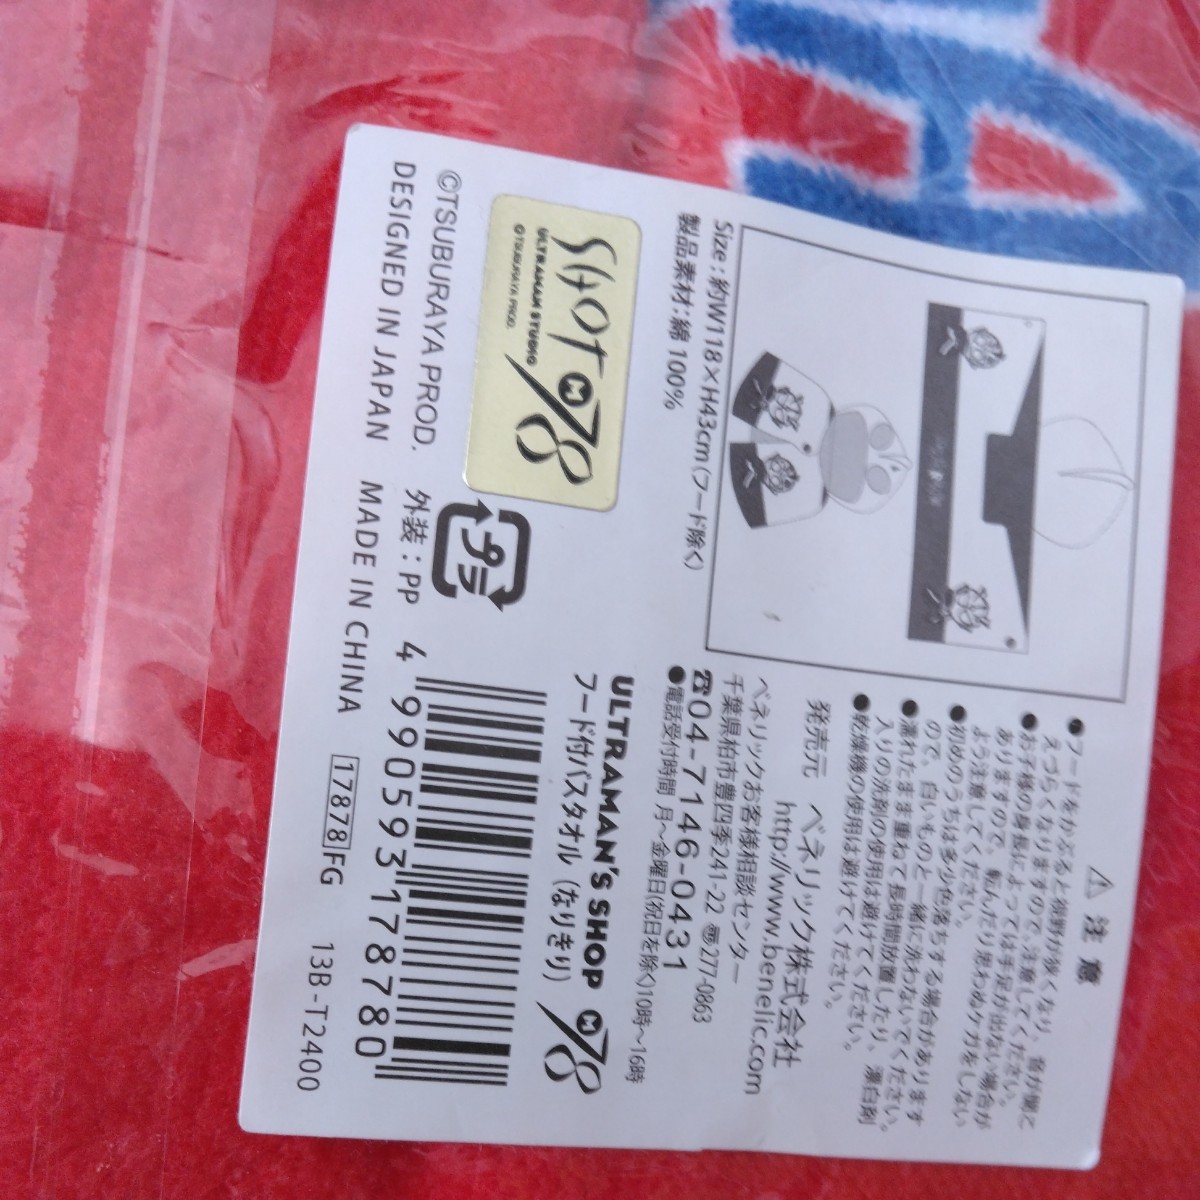 ⚠ 注意
●フードをかぶると視野が狭くなり、音が聞こ
えづらくなりますので、注意してください。
●お子様の身長によっては手足が出ない場合が
ありますので、転んだり思わぬケガをしない
よう注意してください。
●初めのうちは多少色落ちする場合があります
ので、白いものと一緒に洗わないでください。
●濡れたまま重ねて長時間放置したり、漂白剤
入りの洗剤の使用は避けてください。
●乾燥機の使用は避けてください。
Size:約W118×H43cm(フード除く)
製品素材:綿 100%
発売元 ベネリック株式会社
http://www.benelic.com
ベネリックお客様相談センター
千葉県柏市豊四季241-22 〠277-0863
☎04-7146-0431
●電話受付時間 月〜金曜日(祝日を除く)10時〜16時
SHOP M78
ULTRAMAN STUDIO
©TSUBURAYA PROD.
プラ
ULTRAMAN'S SHOP M78
フード付バスタオル(なりきり)
©TSUBURAYA PROD. 外装:PP
DESIGNED IN JAPAN MADE IN CHINA
4 990593 178780
17878 FG 13B-T2400